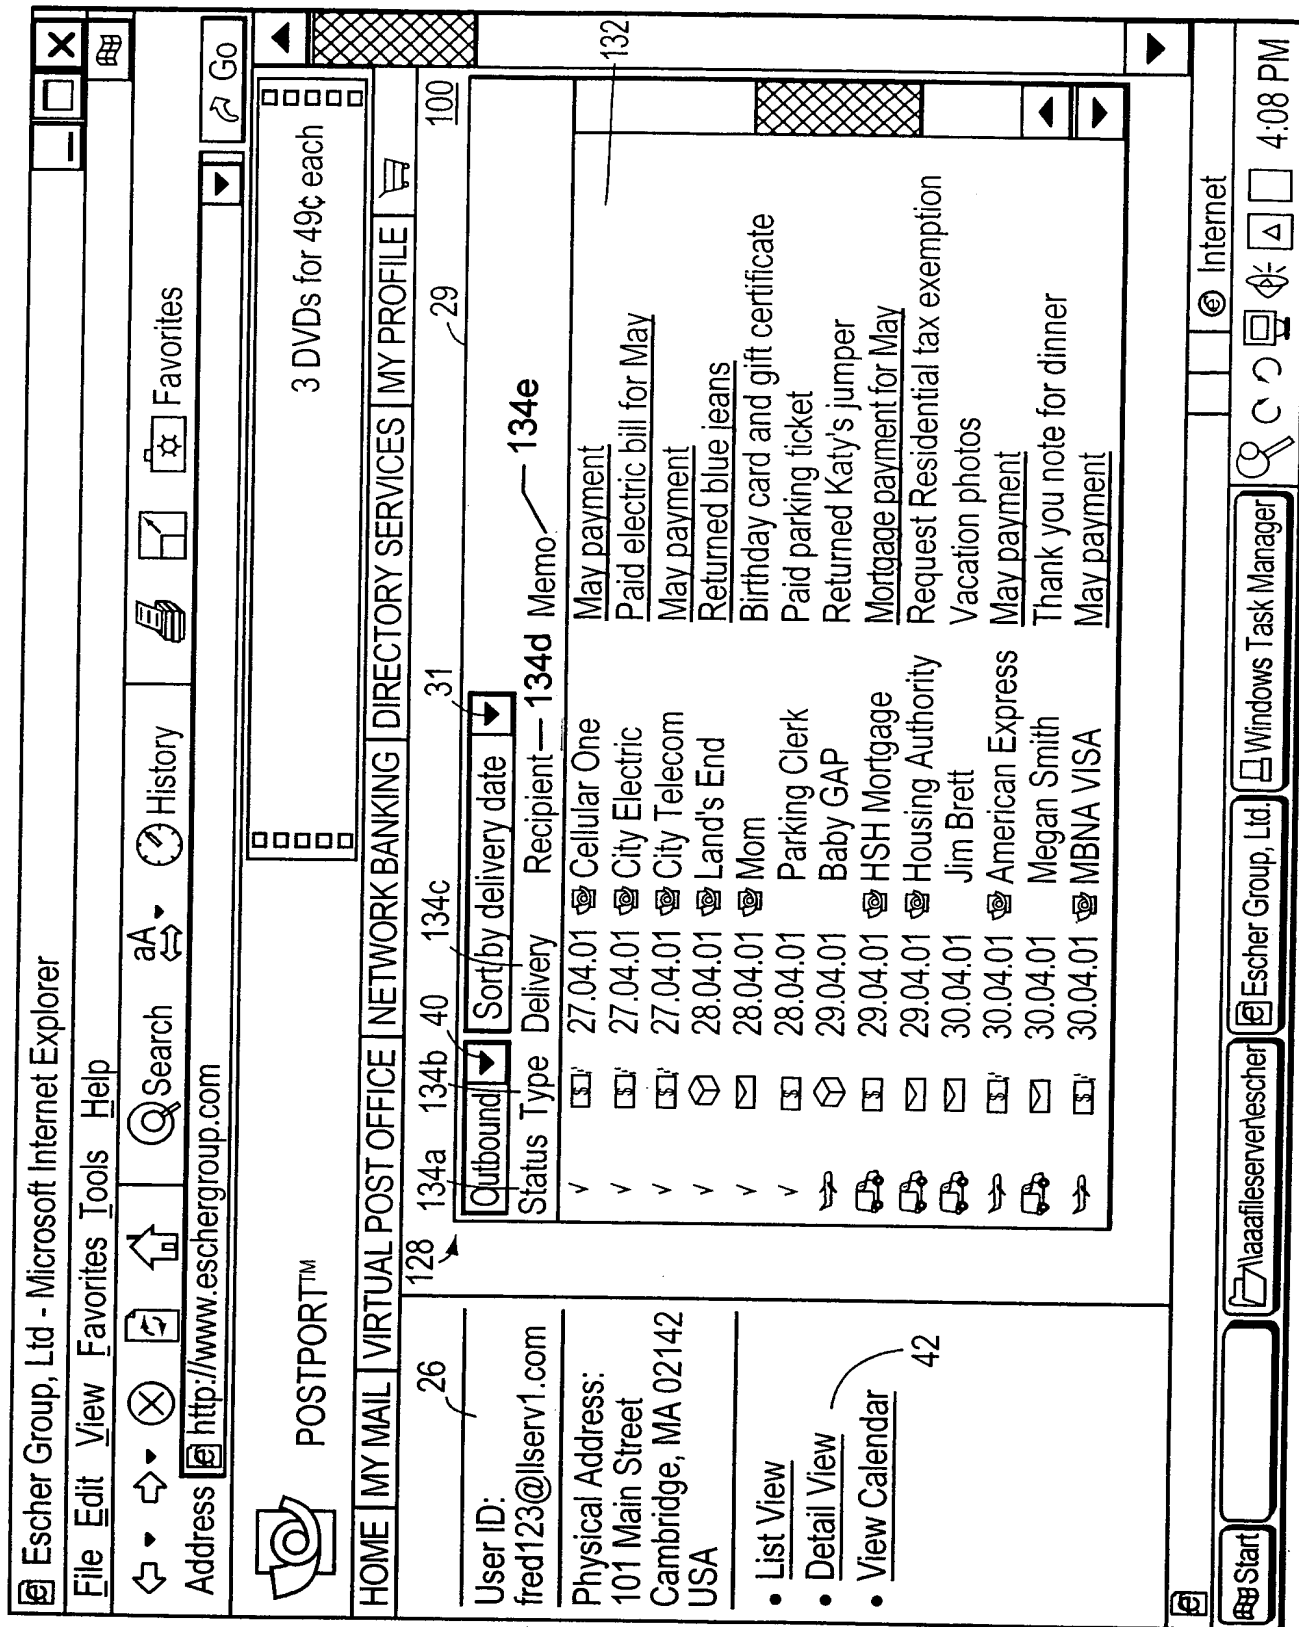 Escher Group, Ltd - Microsoft Internet Explorer
File Edit View Favorites Tools Help
Search aA History Favorites
Address http://www.eschergroup.com Go
POSTPORT™ 3 DVDs for 49¢ each
HOME | MY MAIL | VIRTUAL POST OFFICE | NETWORK BANKING | DIRECTORY SERVICES | MY PROFILE
26 128 134a 134b 40 134c 31 29 100
User ID:
fred123@llserv1.com
Physical Address:
101 Main Street
Cambridge, MA 02142
USA
• List View
• Detail View
• View Calendar
42
Outbound Sort by delivery date
Status Type Delivery Recipient 134d Memo 134e
132
√ $ 27.04.01 Cellular One May payment
√ $ 27.04.01 City Electric Paid electric bill for May
√ $ 27.04.01 City Telecom May payment
√ 28.04.01 Land's End Returned blue jeans
√ 28.04.01 Mom Birthday card and gift certificate
√ $ 28.04.01 Parking Clerk Paid parking ticket
29.04.01 Baby GAP Returned Katy's jumper
$ 29.04.01 HSH Mortgage Mortgage payment for May
29.04.01 Housing Authority Request Residential tax exemption
30.04.01 Jim Brett Vacation photos
$ 30.04.01 American Express May payment
30.04.01 Megan Smith Thank you note for dinner
$ 30.04.01 MBNA VISA May payment
Internet
Start \\aaafileserver\escher Escher Group, Ltd. Windows Task Manager 4:08 PM